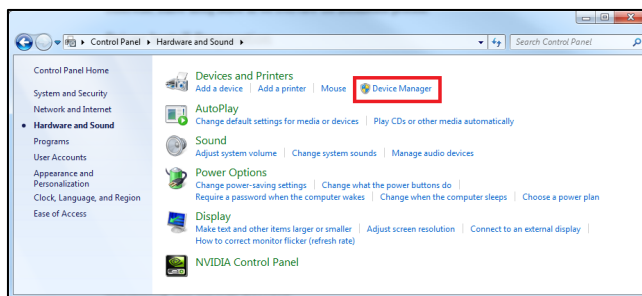 Control Panel ▸ Hardware and Sound ▸
Search Control Panel
Control Panel Home
System and Security
Network and Internet
Hardware and Sound
Programs
User Accounts
Appearance and
Personalization
Clock, Language, and Region
Ease of Access
Devices and Printers
Add a device | Add a printer | Mouse | Device Manager
AutoPlay
Change default settings for media or devices | Play CDs or other media automatically
Sound
Adjust system volume | Change system sounds | Manage audio devices
Power Options
Change power-saving settings | Change what the power buttons do |
Require a password when the computer wakes | Change when the computer sleeps | Choose a power plan
Display
Make text and other items larger or smaller | Adjust screen resolution | Connect to an external display |
How to correct monitor flicker (refresh rate)
NVIDIA Control Panel